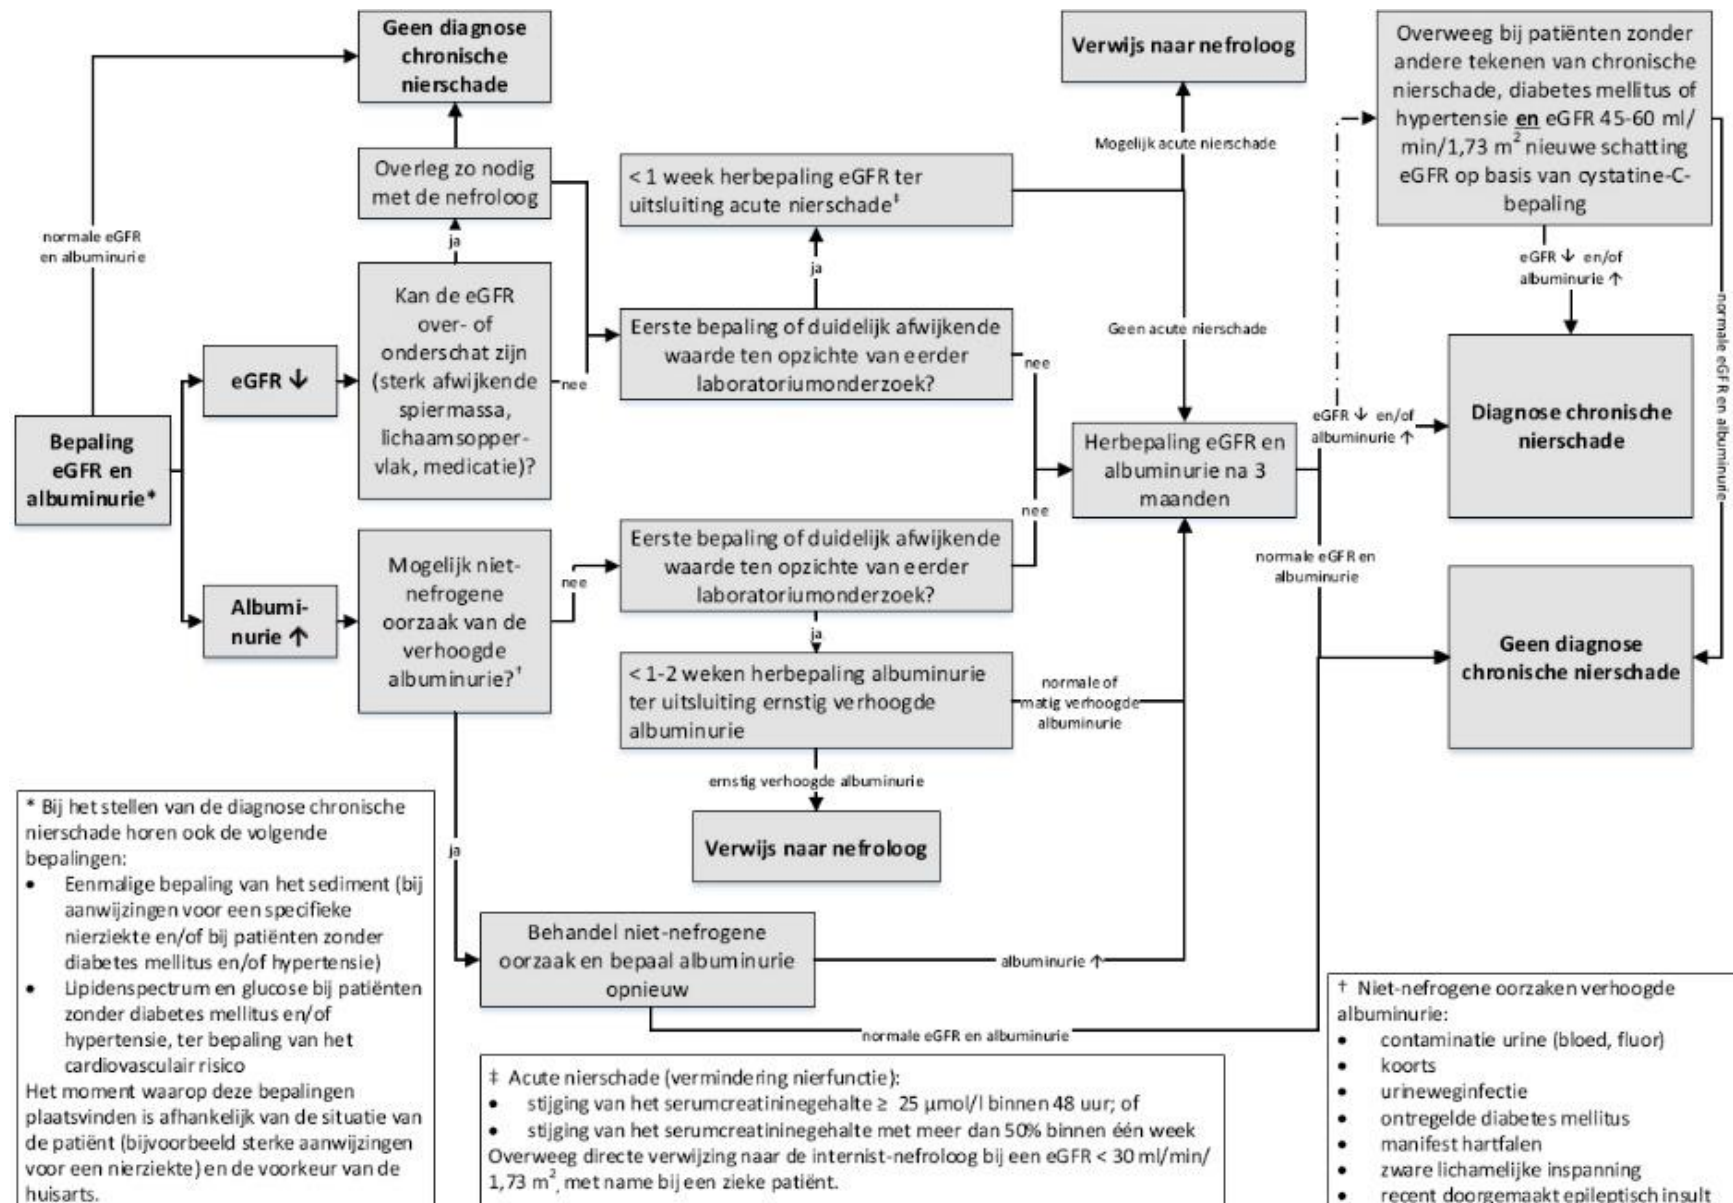 Geen diagnose
chronische
nierschade
Verwijs naar nefroloog
Overweeg bij patiënten zonder
andere tekenen van chronische
nierschade, diabetes mellitus of
hypertensie en eGFR 45-60 ml/
min/1,73 m² nieuwe schatting
eGFR op basis van cystatine-C-
bepaling
Mogelijk acute nierschade
Overleg zo nodig
met de nefroloog
< 1 week herbepaling eGFR ter
uitsluiting acute nierschade‡
normale eGFR
en albuminurie
ja
ja
eGFR ↓ en/of
albuminurie ↑
normale eGFR en albuminurie
Kan de eGFR
over- of
onderschat zijn
(sterk afwijkende
spiermassa,
lichaamsopper-
vlak, medicatie)?
Eerste bepaling of duidelijk afwijkende
waarde ten opzichte van eerder
laboratoriumonderzoek?
Geen acute nierschade
eGFR ↓
nee
nee
Bepaling
eGFR en
albuminurie*
Herbepaling eGFR en
albuminurie na 3
maanden
eGFR ↓ en/of
albuminurie ↑
Diagnose chronische
nierschade
nee
normale eGFR en
albuminurie
Albumi-
nurie ↑
Mogelijk niet-
nefrogene
oorzaak van de
verhoogde
albuminurie?†
nee
Eerste bepaling of duidelijk afwijkende
waarde ten opzichte van eerder
laboratoriumonderzoek?
ja
Geen diagnose
chronische nierschade
< 1-2 weken herbepaling albuminurie
ter uitsluiting ernstig verhoogde
albuminurie
normale of
matig verhoogde
albuminurie
ernstig verhoogde albuminurie
Verwijs naar nefroloog
ja
Behandel niet-nefrogene
oorzaak en bepaal albuminurie
opnieuw
albuminurie ↑
normale eGFR en albuminurie
* Bij het stellen van de diagnose chronische
nierschade horen ook de volgende
bepalingen:
• Eenmalige bepaling van het sediment (bij
aanwijzingen voor een specifieke
nierziekte en/of bij patiënten zonder
diabetes mellitus en/of hypertensie)
• Lipidenspectrum en glucose bij patiënten
zonder diabetes mellitus en/of
hypertensie, ter bepaling van het
cardiovasculair risico
Het moment waarop deze bepalingen
plaatsvinden is afhankelijk van de situatie van
de patiënt (bijvoorbeeld sterke aanwijzingen
voor een nierziekte) en de voorkeur van de
huisarts.
‡ Acute nierschade (vermindering nierfunctie):
• stijging van het serumcreatininegehalte ≥ 25 µmol/l binnen 48 uur; of
• stijging van het serumcreatininegehalte met meer dan 50% binnen één week
Overweeg directe verwijzing naar de internist-nefroloog bij een eGFR < 30 ml/min/
1,73 m², met name bij een zieke patiënt.
† Niet-nefrogene oorzaken verhoogde
albuminurie:
• contaminatie urine (bloed, fluor)
• koorts
• urineweginfectie
• ontregelde diabetes mellitus
• manifest hartfalen
• zware lichamelijke inspanning
• recent doorgemaakt epileptisch insult